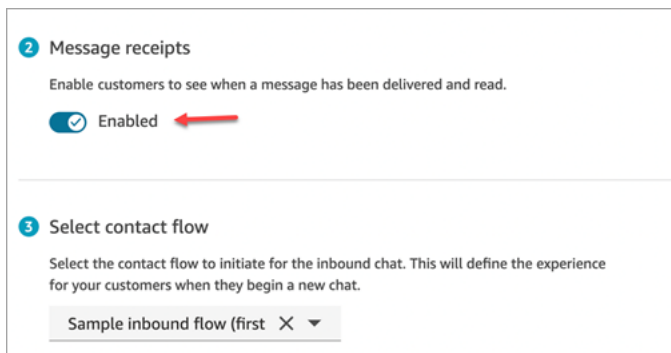 2 Message receipts
Enable customers to see when a message has been delivered and read.
Enabled
3 Select contact flow
Select the contact flow to initiate for the inbound chat. This will define the experience
for your customers when they begin a new chat.
Sample inbound flow (first